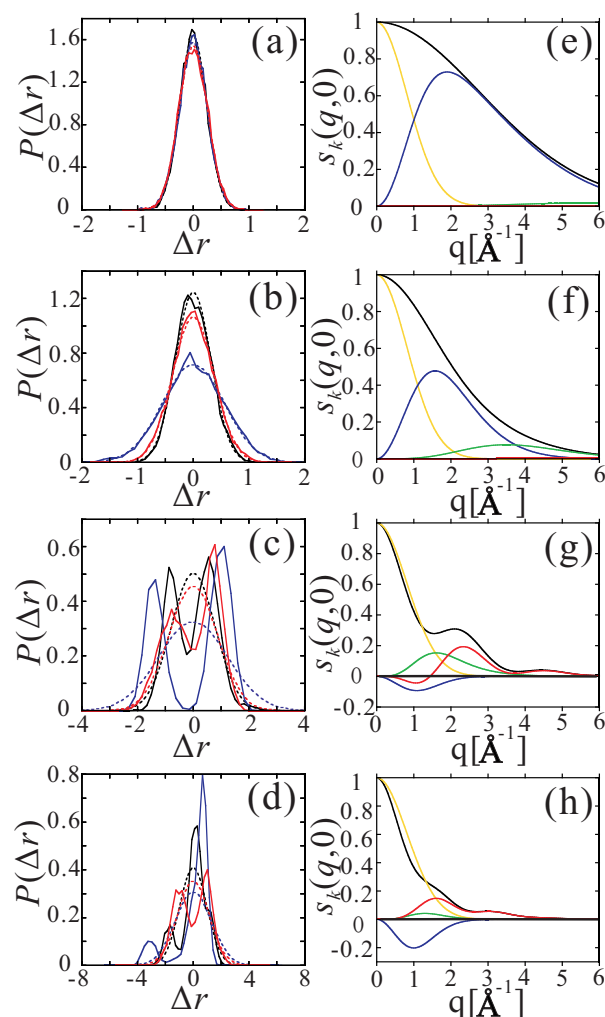 (a)
P(Δr)
1.6
1.2
0.8
0.4
0
-2 -1 0 1 2
Δr
(e)
s_k(q,0)
1
0.8
0.6
0.4
0.2
0
0 1 2 3 4 5 6
q[Å⁻¹]
(b)
P(Δr)
1.2
0.8
0.4
0
-2 -1 0 1 2
Δr
(f)
s_k(q,0)
1
0.8
0.6
0.4
0.2
0
0 1 2 3 4 5 6
q[Å⁻¹]
(c)
P(Δr)
0.6
0.4
0.2
0
-4 -2 0 2 4
Δr
(g)
s_k(q,0)
1
0.8
0.6
0.4
0.2
0
-0.2
0 1 2 3 4 5 6
q[Å⁻¹]
(d)
P(Δr)
0.8
0.6
0.4
0.2
0
-8 -4 0 4 8
Δr
(h)
s_k(q,0)
1
0.8
0.6
0.4
0.2
0
-0.2
0 1 2 3 4 5 6
q[Å⁻¹]